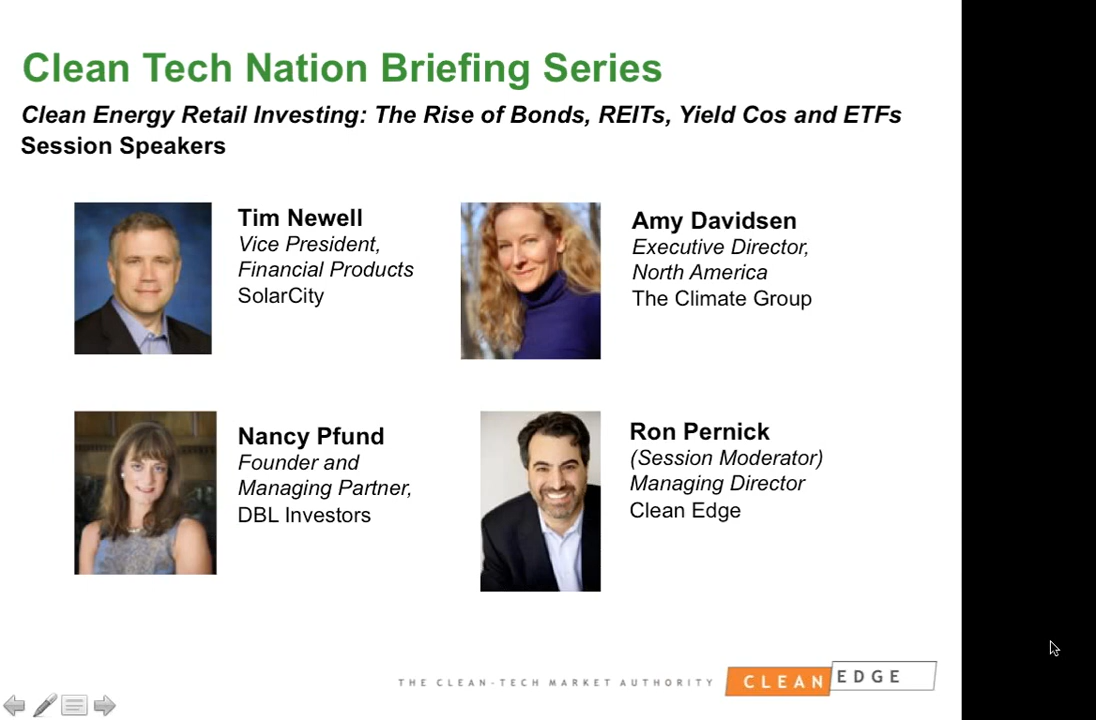 Clean Tech Nation Briefing Series
Clean Energy Retail Investing: The Rise of Bonds, REITs, Yield Cos and ETFs
Session Speakers
Tim Newell
Vice President,
Financial Products
SolarCity
Amy Davidsen
Executive Director,
North America
The Climate Group
Nancy Pfund
Founder and
Managing Partner,
DBL Investors
Ron Pernick
(Session Moderator)
Managing Director
Clean Edge
THE CLEAN-TECH MARKET AUTHORITY
CLEAN EDGE